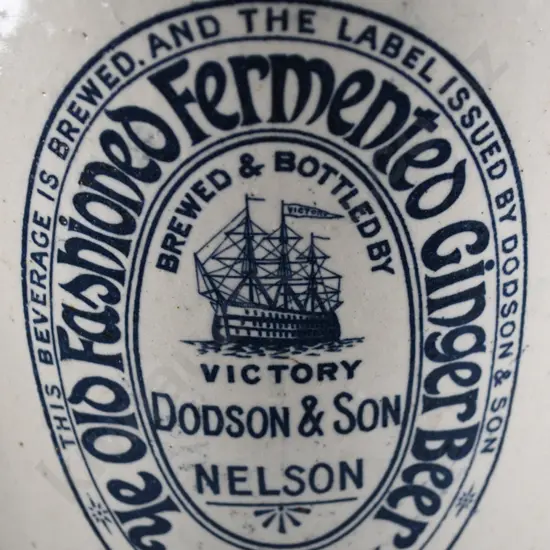 THIS BEVERAGE IS BREWED. AND THE LABEL ISSUED BY DODSON & SON
Ye Old Fashioned Fermented Ginger Beer
BREWED & BOTTLED BY
VICTORY
VICTORY
DODSON & SON
NELSON